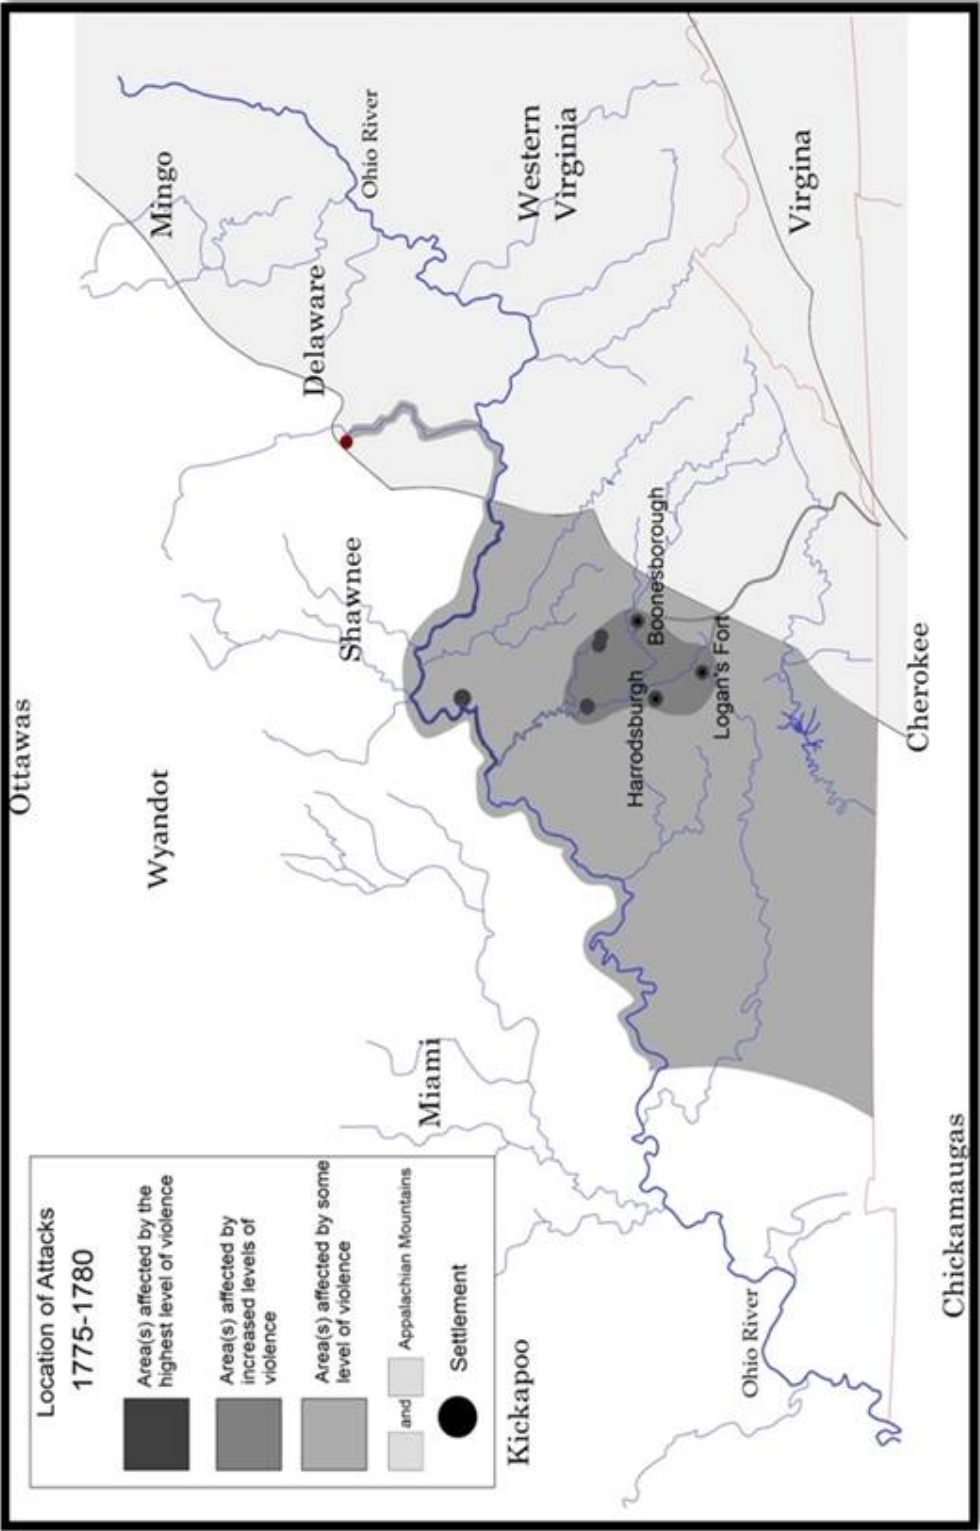 Location of Attacks
1775-1780
Area(s) affected by the
highest level of violence
Area(s) affected by
increased levels of
violence
Area(s) affected by some
level of violence
and
Appalachian Mountains
Settlement
Ottawas
Wyandot
Mingo
Delaware
Shawnee
Miami
Kickapoo
Ohio River
Western
Virginia
Virgina
Boonesborough
Harrodsburgh
Logan's Fort
Ohio River
Cherokee
Chickamaugas